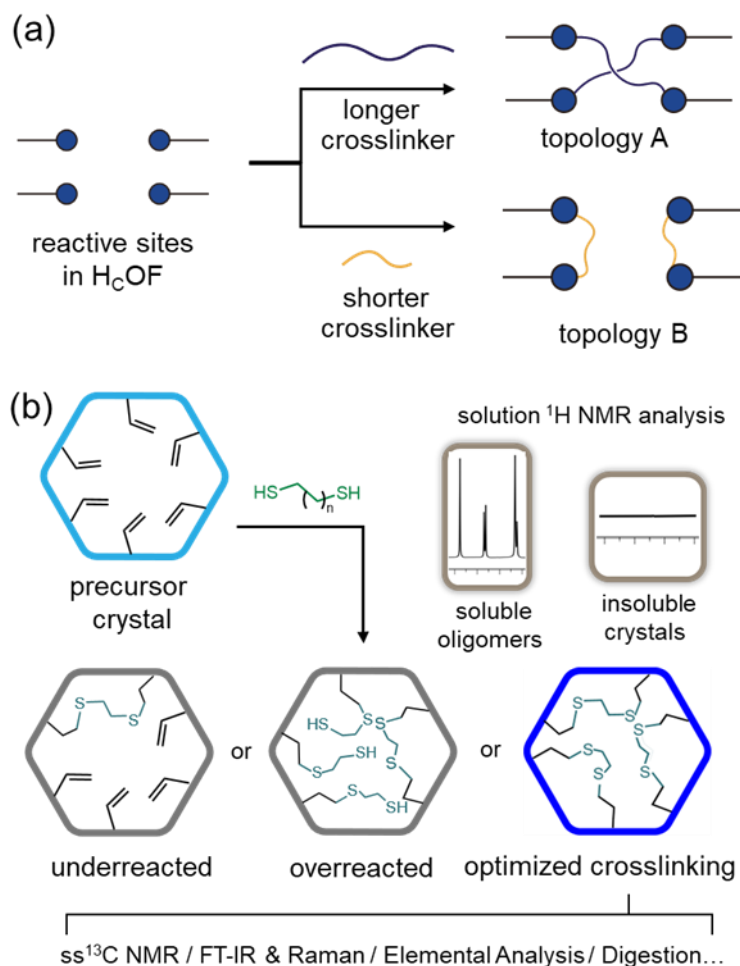 (a)
longer
crosslinker
topology A
reactive sites
in HCOF
shorter
crosslinker
topology B
(b)
solution ¹H NMR analysis
HS
SH
n
precursor
crystal
soluble
oligomers
insoluble
crystals
S
S
or
HS
SS
SH
S
S
S
SH
or
S
S
S
S
S
S
underreacted
overreacted
optimized crosslinking
ss¹³C NMR / FT-IR & Raman / Elemental Analysis / Digestion…